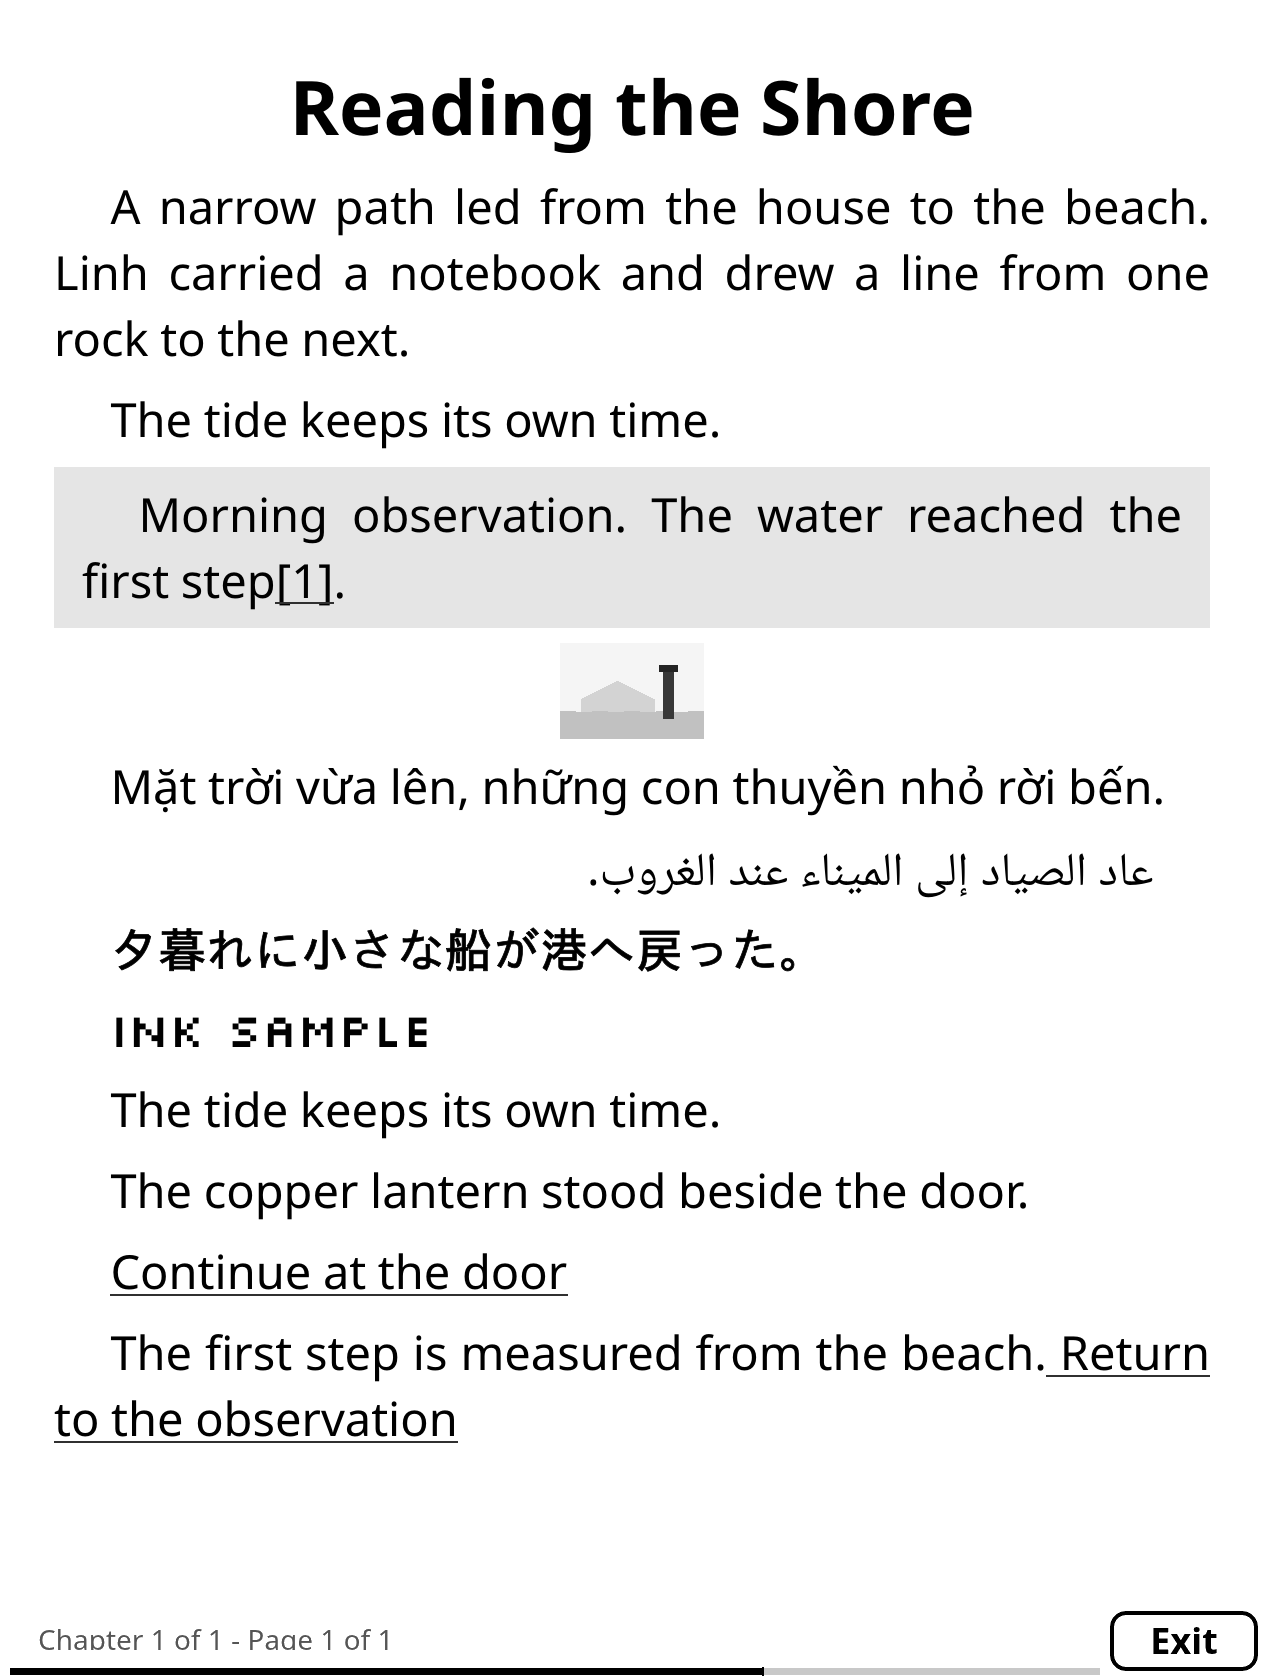 Reading the Shore
A narrow path led from the house to the beach.
Linh carried a notebook and drew a line from one
rock to the next.
The tide keeps its own time.
Morning observation. The water reached the
first step[1].
Mặt trời vừa lên, những con thuyền nhỏ rời bến.
عاد الصياد إلى الميناء عند الغروب.
夕暮れに小さな船が港へ戻った。
INK SAMPLE
The tide keeps its own time.
The copper lantern stood beside the door.
Continue at the door
The first step is measured from the beach. Return
to the observation
Chapter 1 of 1 - Page 1 of 1
Exit